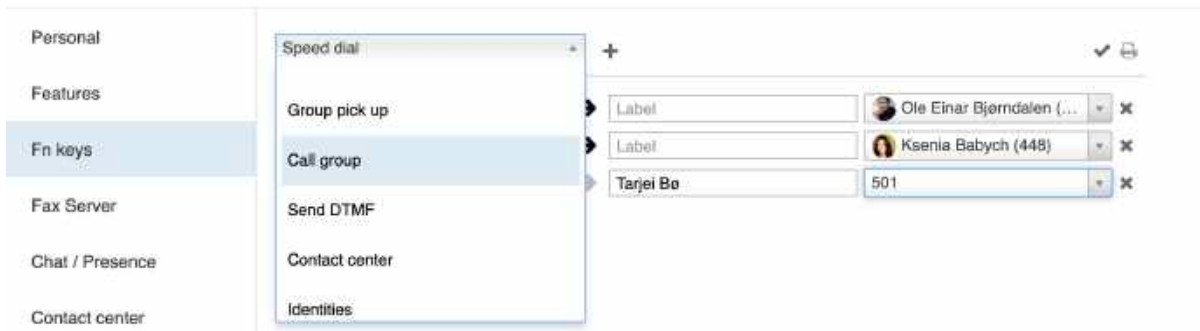 Personal
Features
Fn keys
Fax Server
Chat / Presence
Contact center
Speed dial
Group pick up
Call group
Send DTMF
Contact center
Identities
Label
Ole Einar Bjørndalen (...
Label
Ksenia Babych (448)
Tarjei Bø
501